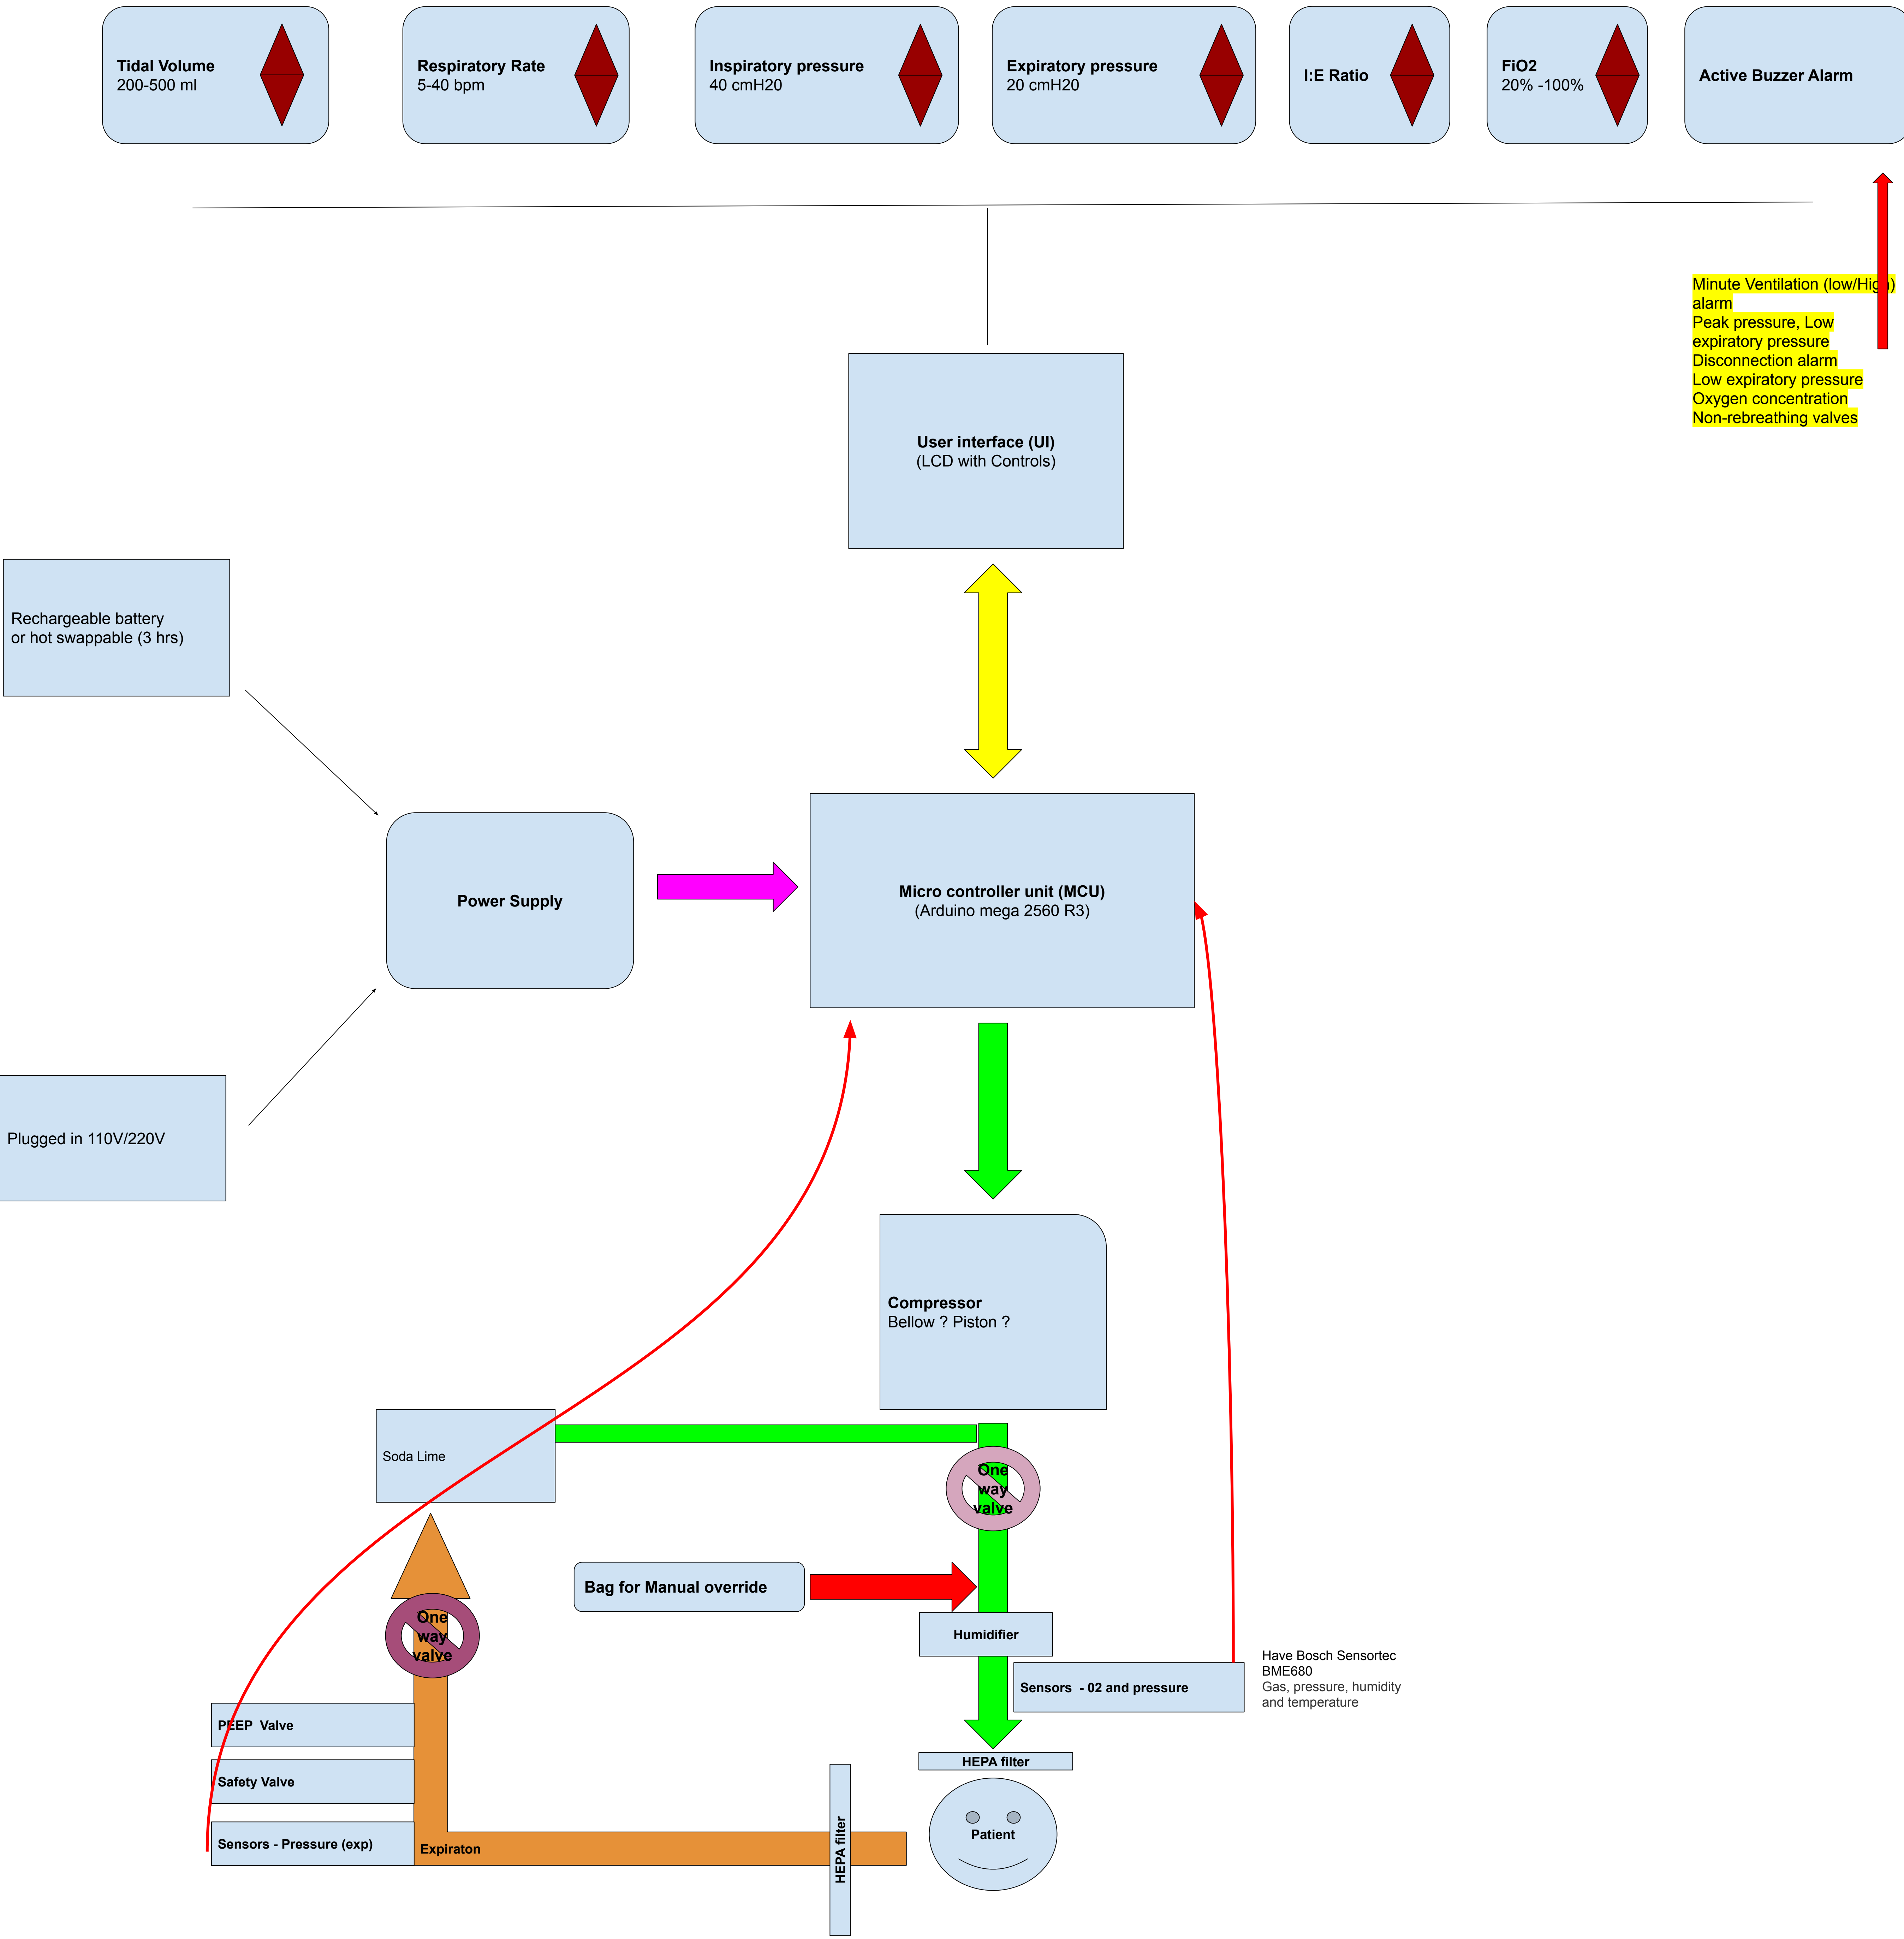 Tidal Volume
200-500 ml
Respiratory Rate
5-40 bpm
Inspiratory pressure
40 cmH20
Expiratory pressure
20 cmH20
I:E Ratio
FiO2
20% -100%
Active Buzzer Alarm
Minute Ventilation (low/High)
alarm
Peak pressure, Low
expiratory pressure
Disconnection alarm
Low expiratory pressure
Oxygen concentration
Non-rebreathing valves
User interface (UI)
(LCD with Controls)
Rechargeable battery
or hot swappable (3 hrs)
Power Supply
Micro controller unit (MCU)
(Arduino mega 2560 R3)
Plugged in 110V/220V
Compressor
Bellow ? Piston ?
Soda Lime
One
way
valve
Bag for Manual override
One
way
valve
Humidifier
Sensors - 02 and pressure
Have Bosch Sensortec
BME680
Gas, pressure, humidity
and temperature
PEEP Valve
Safety Valve
Sensors - Pressure (exp)
Expiraton
HEPA filter
HEPA filter
Patient